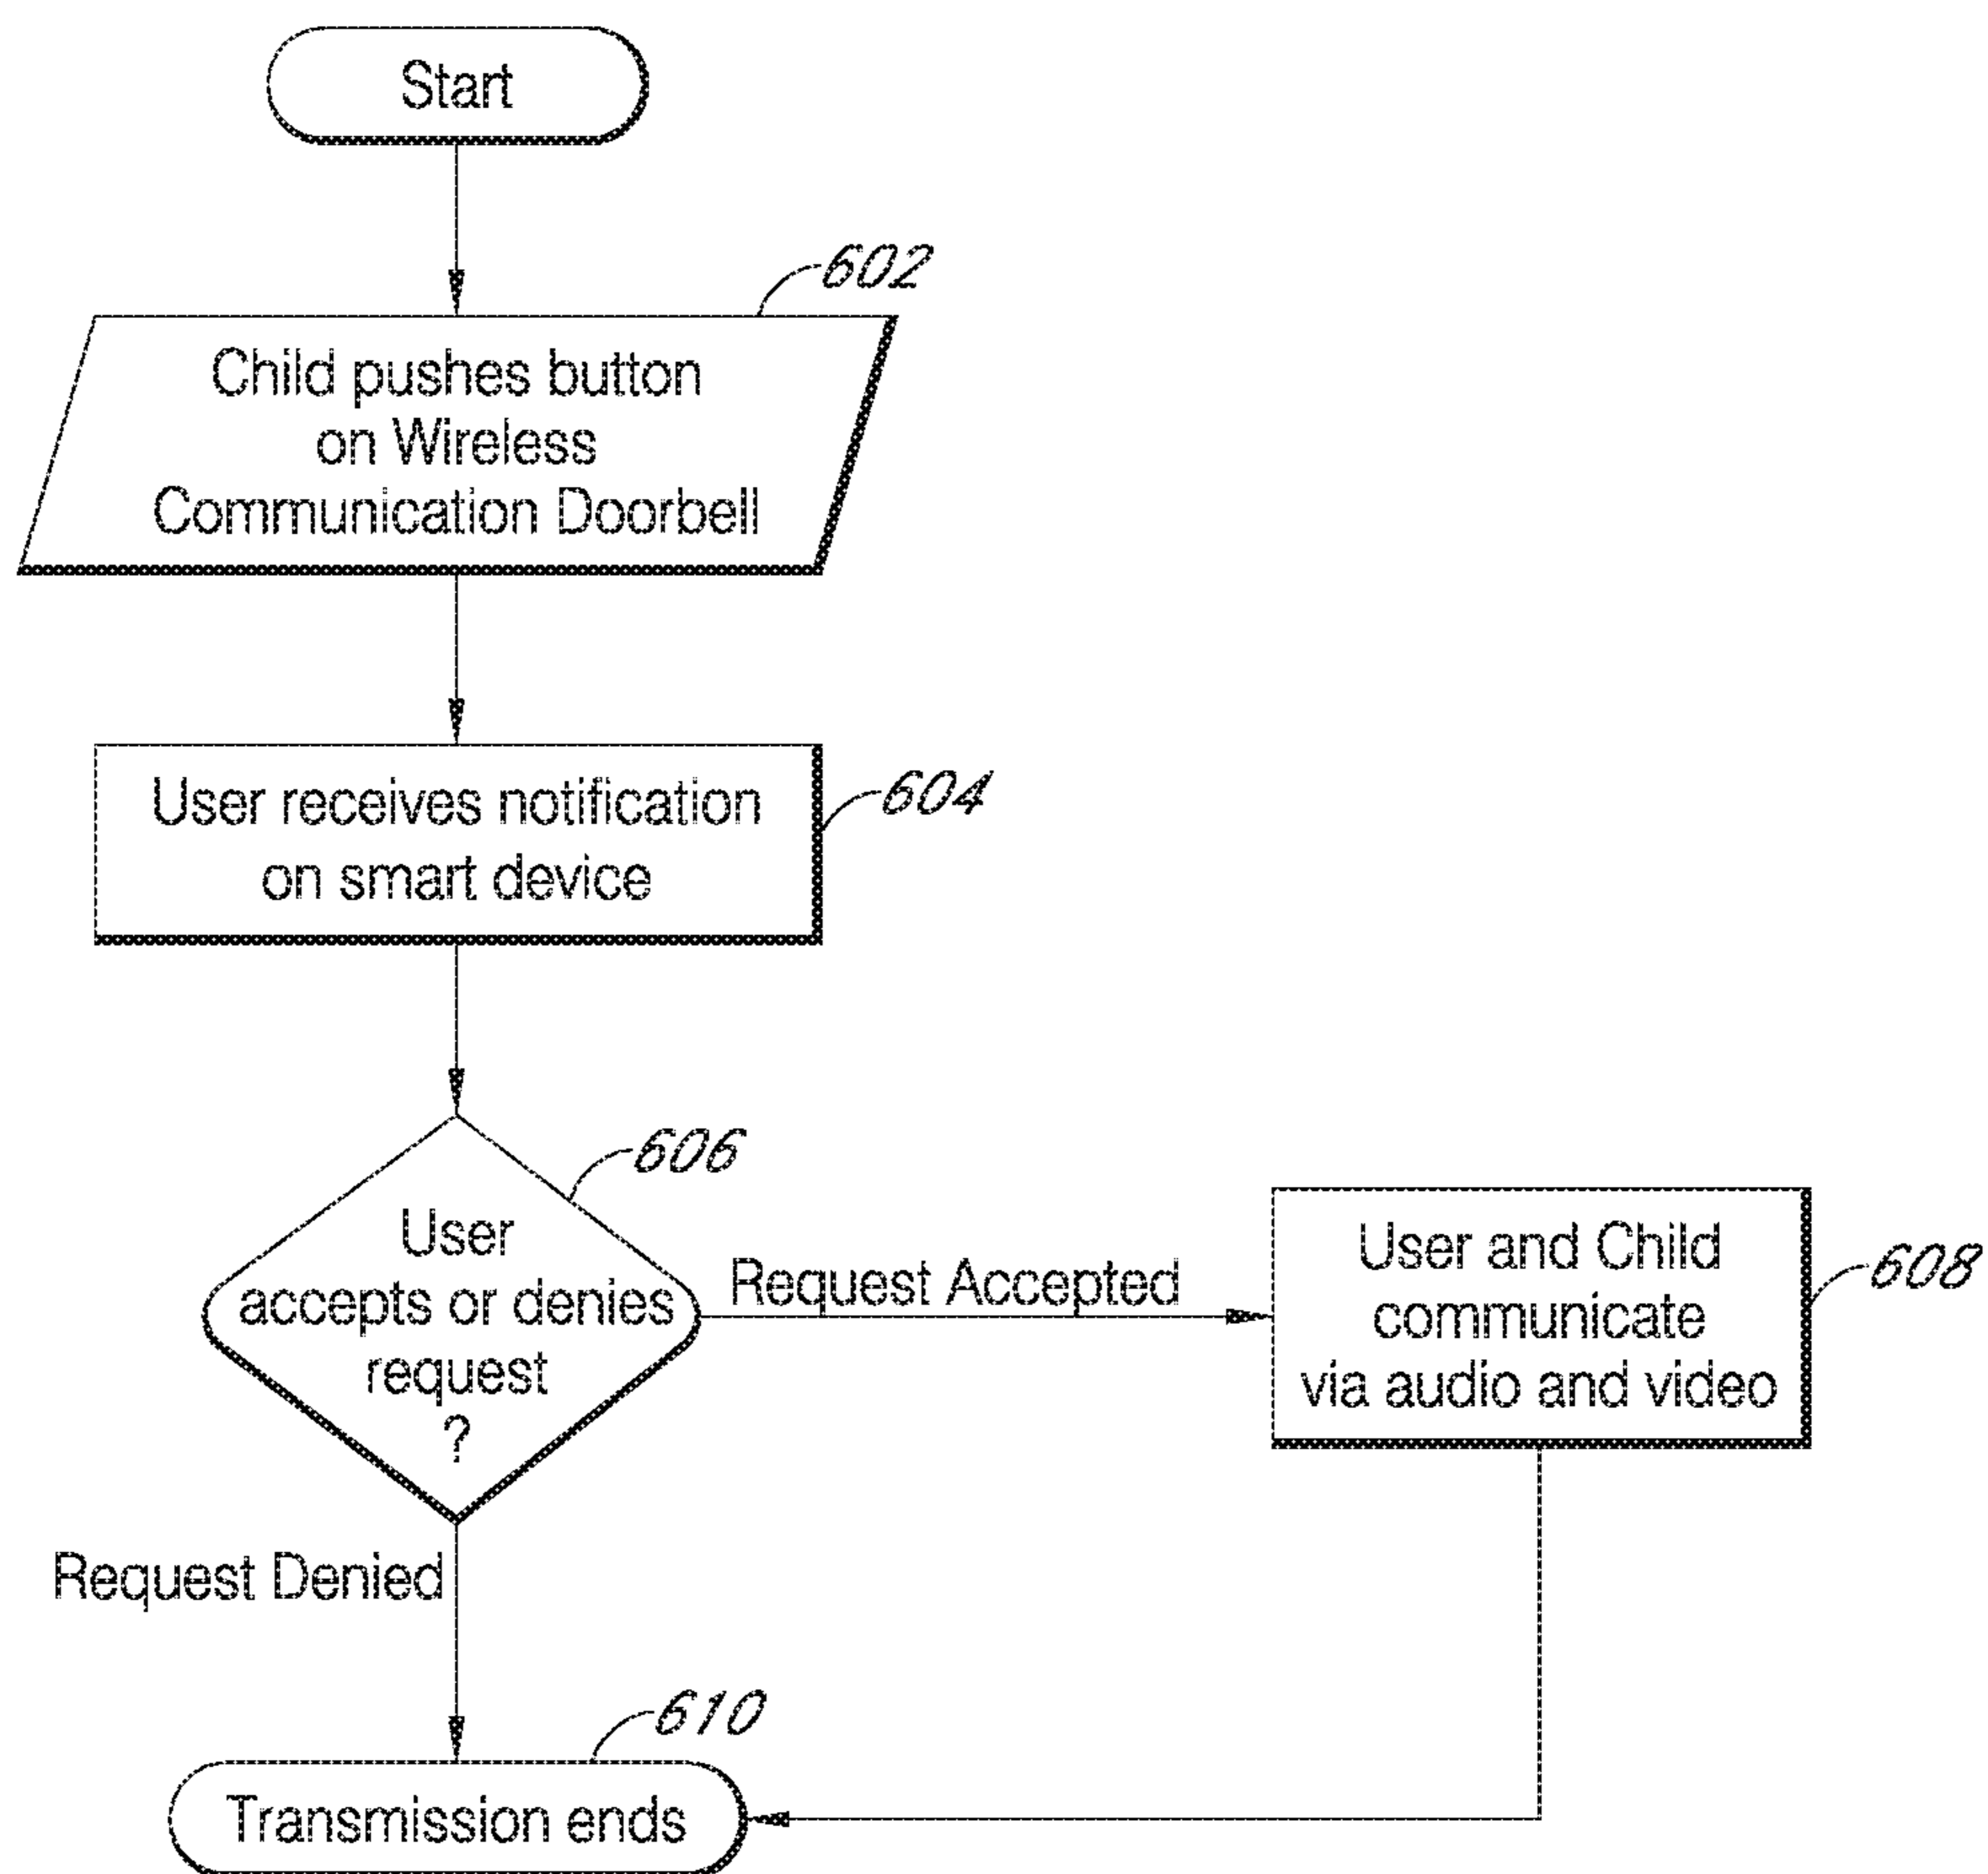 Start
602
Child pushes button
on Wireless
Communication Doorbell
User receives notification
on smart device
604
606
User
accepts or denies
request
?
Request Accepted
User and Child
communicate
via audio and video
608
Request Denied
610
Transmission ends